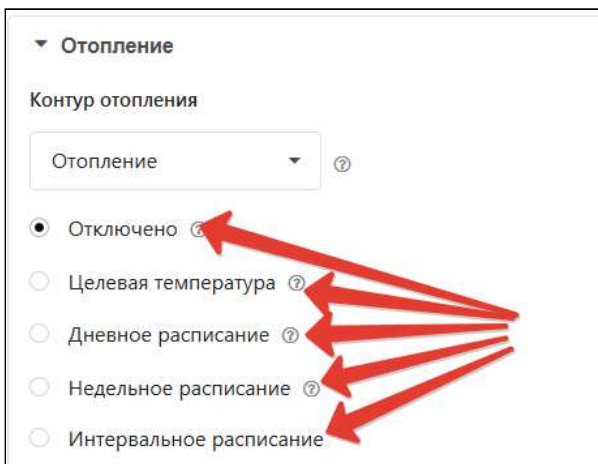 Отопление
Контур отопления
Отопление
Отключено
Целевая температура
Дневное расписание
Недельное расписание
Интервальное расписание